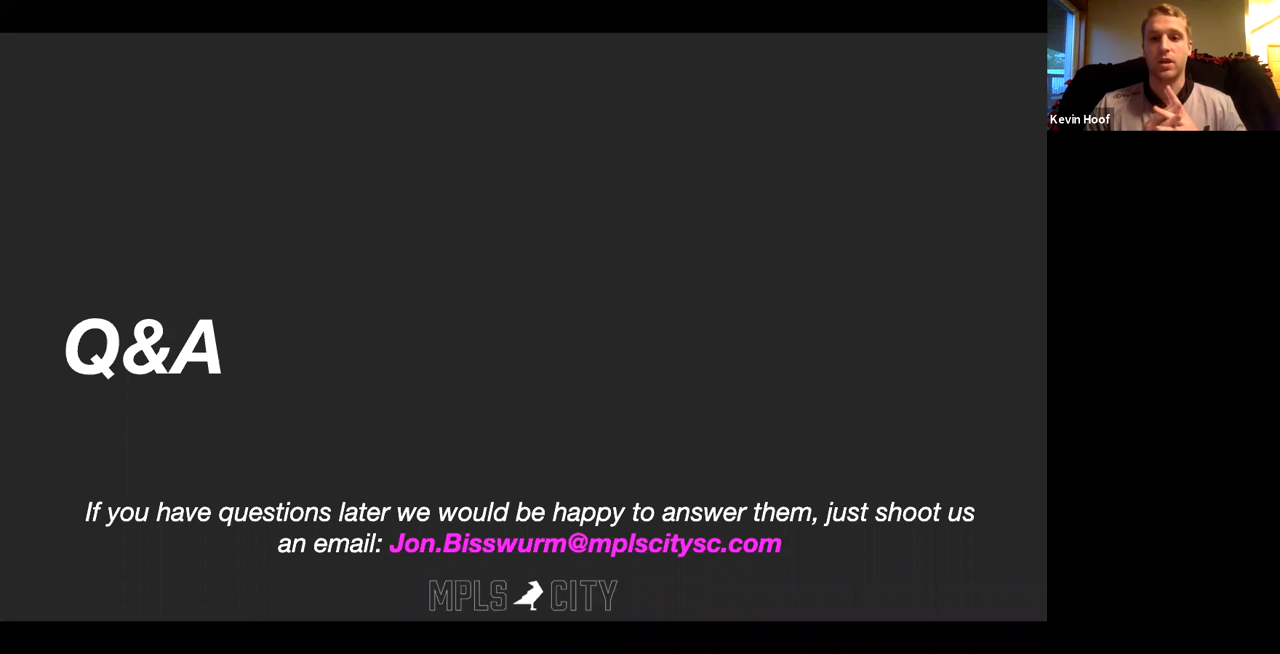 Kevin Hoof
Q&A
If you have questions later we would be happy to answer them, just shoot us
an email: Jon.Bisswurm@mplscitysc.com
MPLS CITY